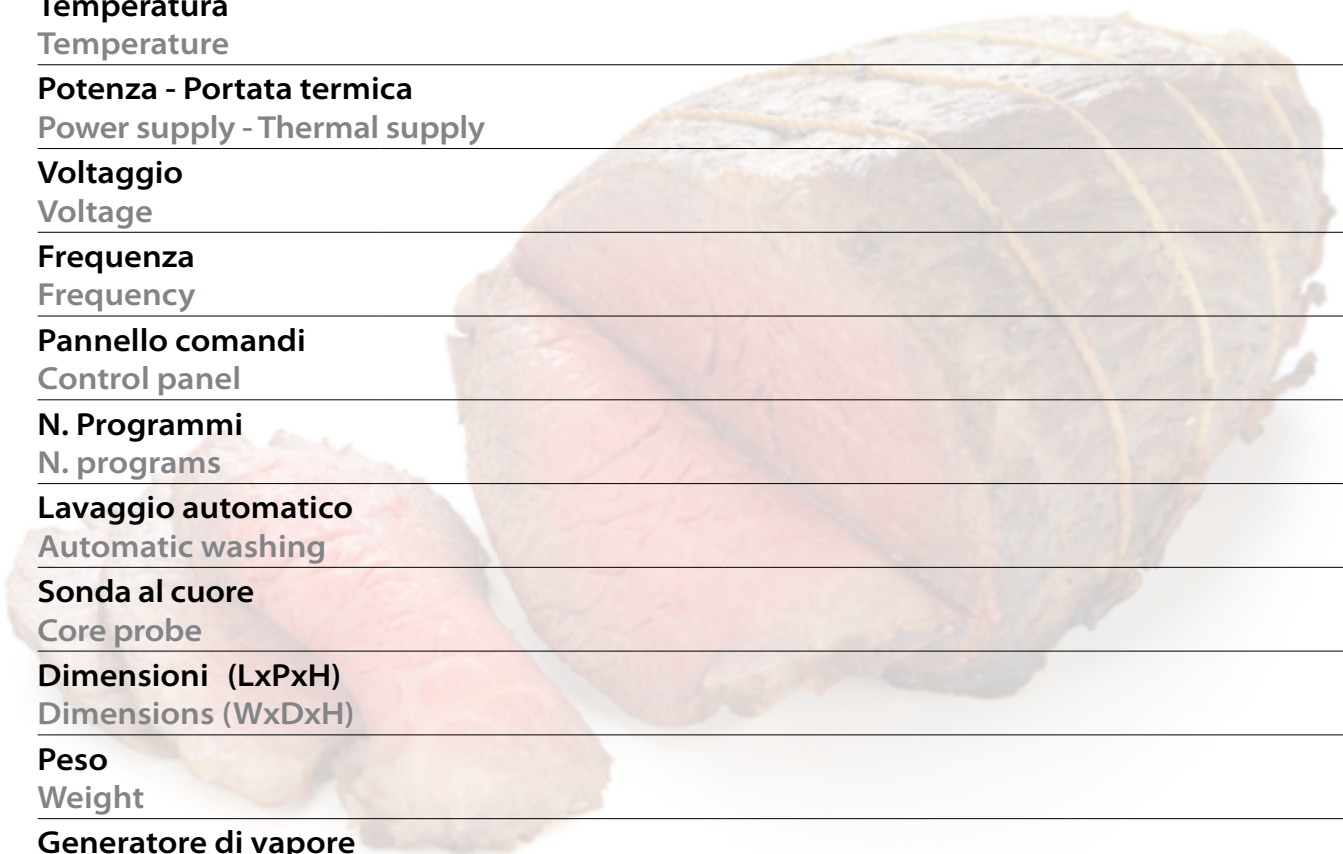 Temperatura
Temperature
Potenza - Portata termica
Power supply - Thermal supply
Voltaggio
Voltage
Frequenza
Frequency
Pannello comandi
Control panel
N. Programmi
N. programs
Lavaggio automatico
Automatic washing
Sonda al cuore
Core probe
Dimensioni (LxPxH)
Dimensions (WxDxH)
Peso
Weight
Generatore di vapore